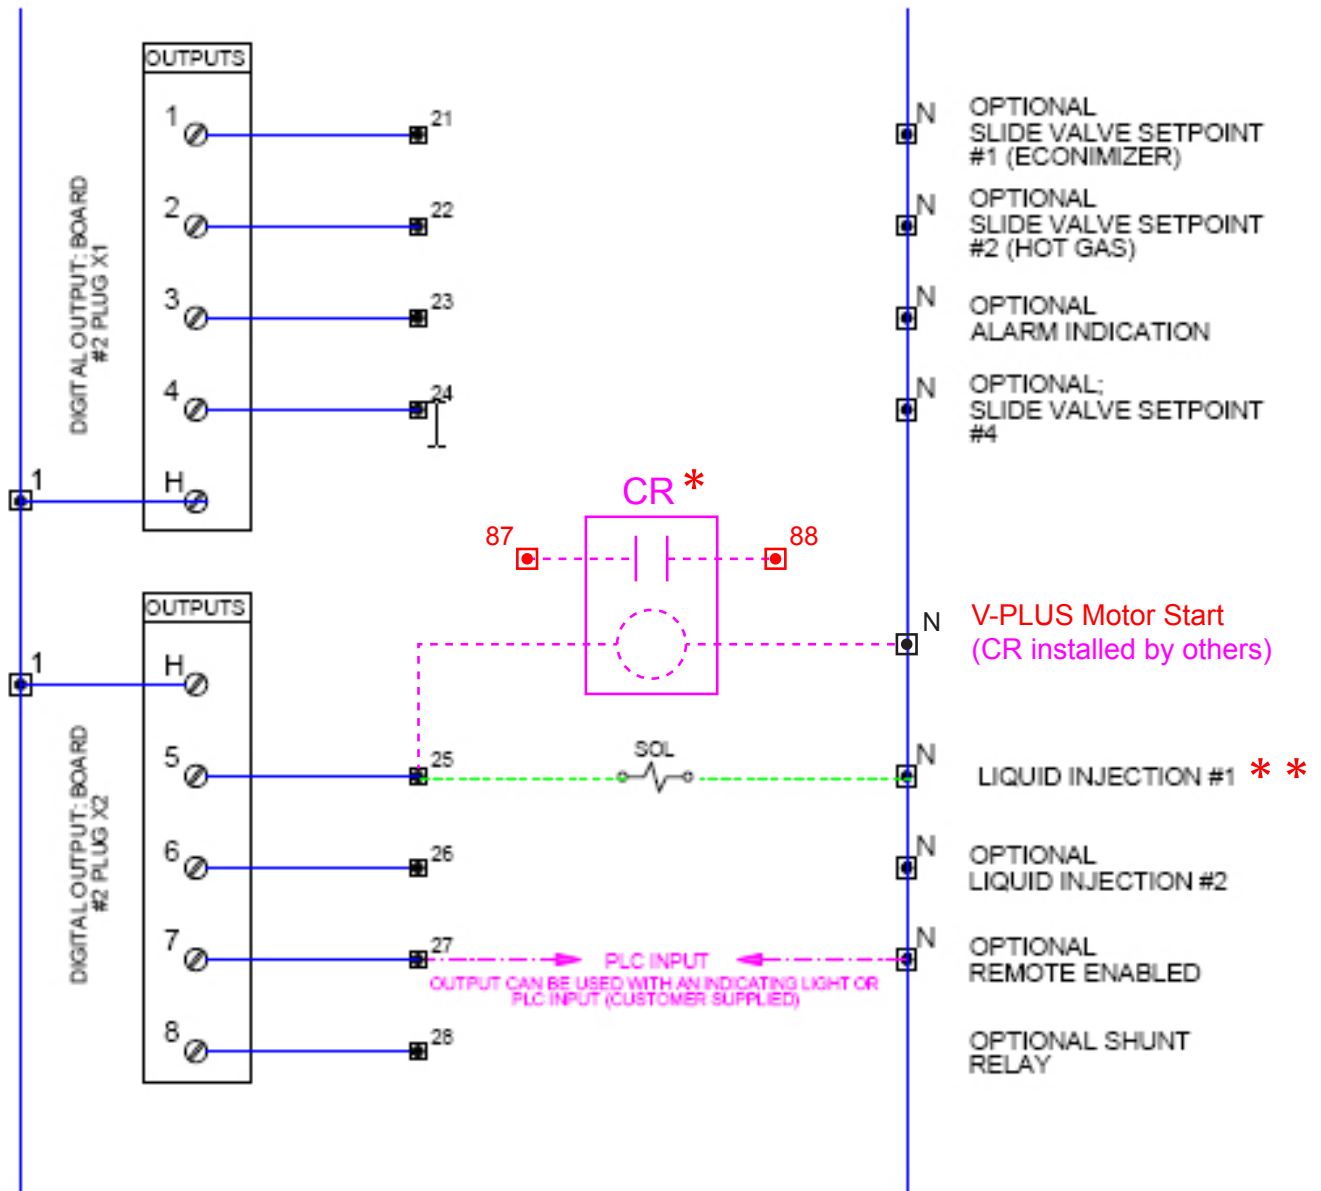 OUTPUTS
1
21
N
OPTIONAL
SLIDE VALVE SETPOINT
#1 (ECONIMIZER)
2
22
N
OPTIONAL
SLIDE VALVE SETPOINT
#2 (HOT GAS)
DIGITAL OUTPUT: BOARD
#2 PLUG X1
3
23
N
OPTIONAL
ALARM INDICATION
4
24
N
OPTIONAL;
SLIDE VALVE SETPOINT
#4
1
H
CR *
87
88
OUTPUTS
N
V-PLUS Motor Start
(CR installed by others)
1
H
5
25
SOL
N
LIQUID INJECTION #1 * *
DIGITAL OUTPUT: BOARD
#2 PLUG X2
6
26
N
OPTIONAL
LIQUID INJECTION #2
7
27
PLC INPUT
OUTPUT CAN BE USED WITH AN INDICATING LIGHT OR
PLC INPUT (CUSTOMER SUPPLIED)
N
OPTIONAL
REMOTE ENABLED
8
28
OPTIONAL SHUNT
RELAY